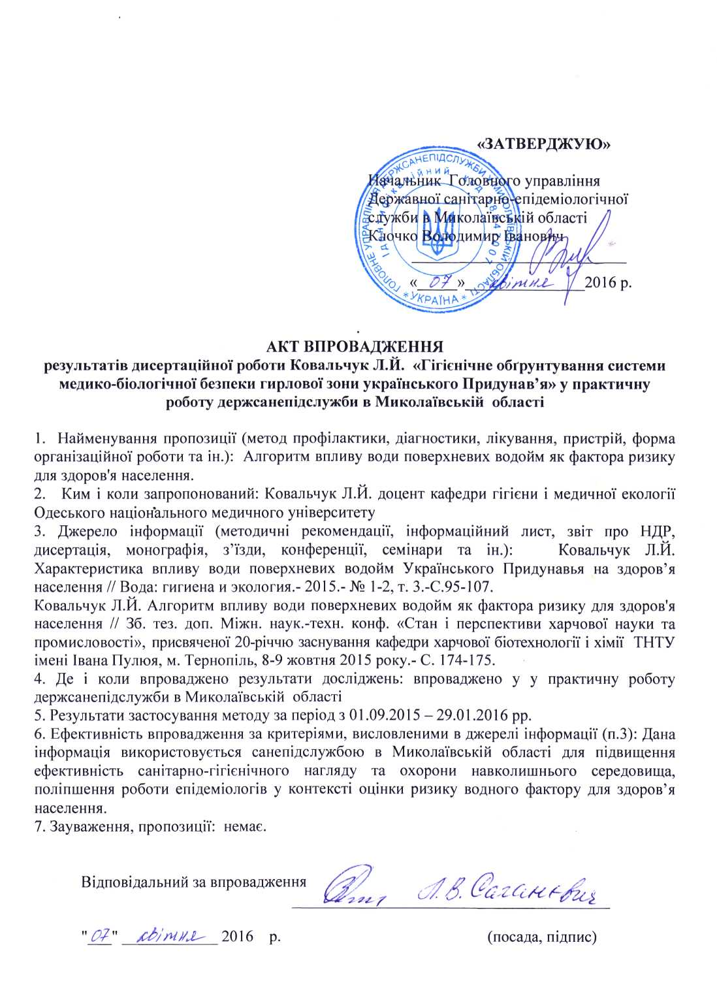 «ЗАТВЕРДЖУЮ»
Начальник Головного управління
Державної санітарно-епідеміологічної
служби в Миколаївській області
Клочко Володимир Іванович
«07» квітня 2016 р.
ГОЛОВНЕ УПРАВЛІННЯ ДЕРЖСАНЕПІДСЛУЖБИ У МИКОЛАЇВСЬКІЙ ОБЛАСТІ
* УКРАЇНА *
Ідентифікаційний код
АКТ ВПРОВАДЖЕННЯ
результатів дисертаційної роботи Ковальчук Л.Й. «Гігієнічне обґрунтування системи
медико-біологічної безпеки гирлової зони українського Придунав’я» у практичну
роботу держсанепідслужби в Миколаївській області
1. Найменування пропозиції (метод профілактики, діагностики, лікування, пристрій, форма
організаційної роботи та ін.): Алгоритм впливу води поверхневих водойм як фактора ризику
для здоров'я населення.
2. Ким і коли запропонований: Ковальчук Л.Й. доцент кафедри гігієни і медичної екології
Одеського національного медичного університету
3. Джерело інформації (методичні рекомендації, інформаційний лист, звіт про НДР,
дисертація, монографія, з’їзди, конференції, семінари та ін.): Ковальчук Л.Й.
Характеристика впливу води поверхневих водойм Українського Придунавья на здоров’я
населення // Вода: гигиена и экология.- 2015.- № 1-2, т. 3.-С.95-107.
Ковальчук Л.Й. Алгоритм впливу води поверхневих водойм як фактора ризику для здоров'я
населення // Зб. тез. доп. Міжн. наук.-техн. конф. «Стан і перспективи харчової науки та
промисловості», присвяченої 20-річчю заснування кафедри харчової біотехнології і хімії ТНТУ
імені Івана Пулюя, м. Тернопіль, 8-9 жовтня 2015 року.- С. 174-175.
4. Де і коли впроваджено результати досліджень: впроваджено у у практичну роботу
держсанепідслужби в Миколаївській області
5. Результати застосування методу за період з 01.09.2015 – 29.01.2016 рр.
6. Ефективність впровадження за критеріями, висловленими в джерелі інформації (п.3): Дана
інформація використовується санепідслужбою в Миколаївській області для підвищення
ефективність санітарно-гігієнічного нагляду та охорони навколишнього середовища,
поліпшення роботи епідеміологів у контексті оцінки ризику водного фактору для здоров’я
населення.
7. Зауваження, пропозиції: немає.
Відповідальний за впровадження Л.В. Саганевич
"07" квітня 2016 р. (посада, підпис)